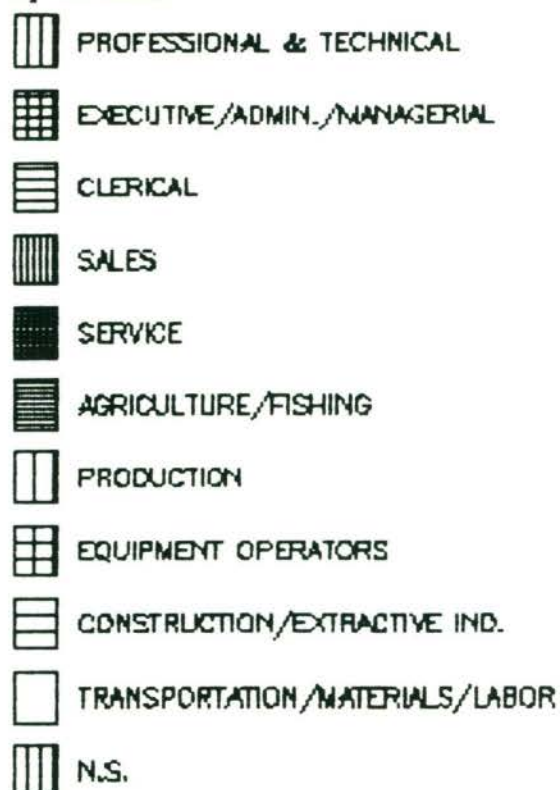 PROFESSIONAL & TECHNICAL
EXECUTIVE/ADMIN./MANAGERIAL
CLERICAL
SALES
SERVICE
AGRICULTURE/FISHING
PRODUCTION
EQUIPMENT OPERATORS
CONSTRUCTION/EXTRACTIVE IND.
TRANSPORTATION/MATERIALS/LABOR
N.S.